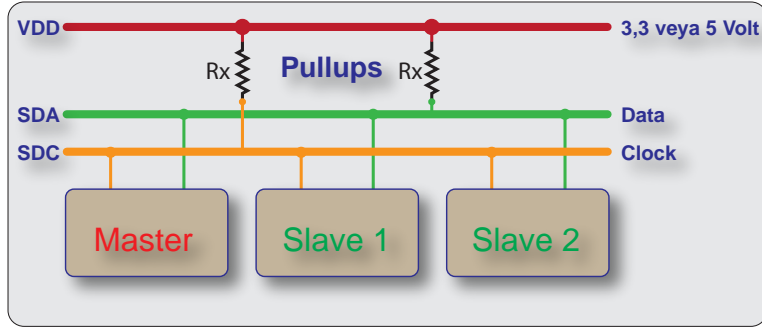 VDD 3,3 veya 5 Volt
Rx Pullups Rx
SDA Data
SDC Clock
Master Slave 1 Slave 2